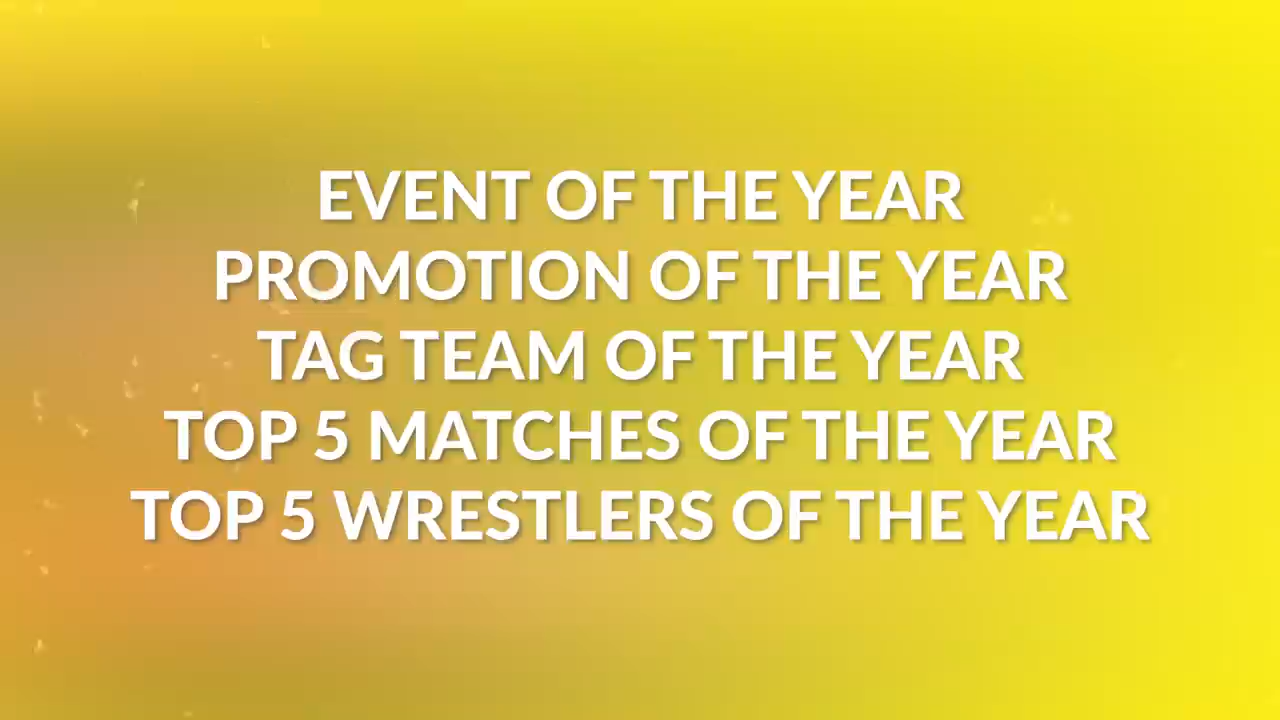 EVENT OF THE YEAR
PROMOTION OF THE YEAR
TAG TEAM OF THE YEAR
TOP 5 MATCHES OF THE YEAR
TOP 5 WRESTLERS OF THE YEAR